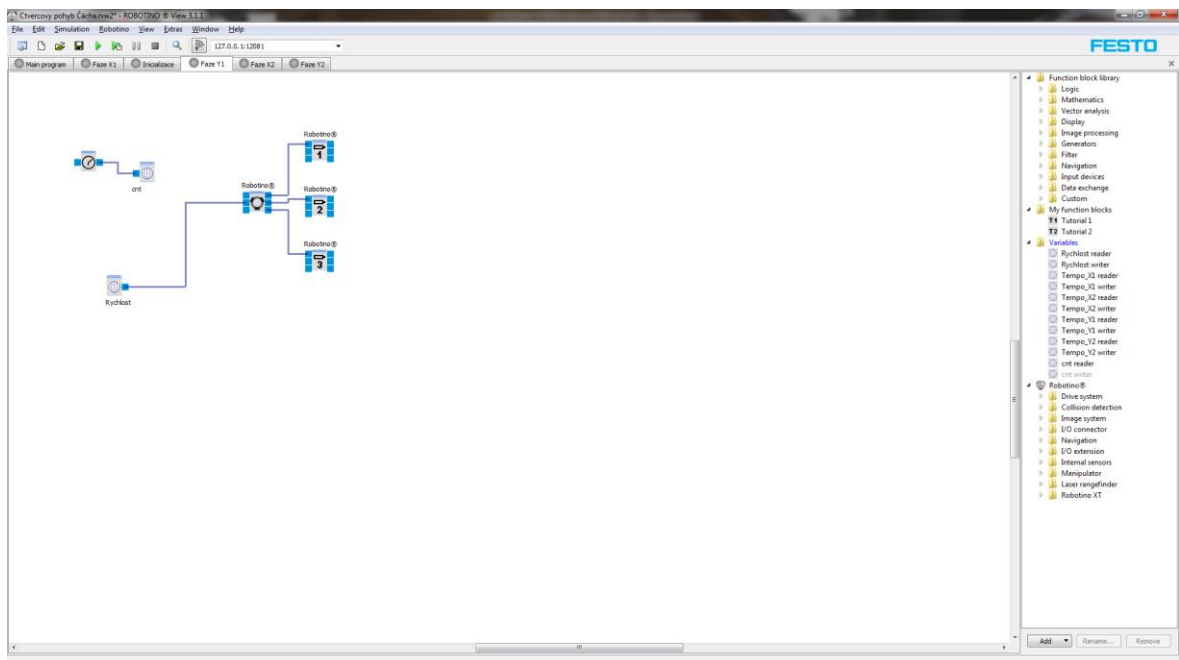 Ctvercovy pohyb Čácha.rvw2* - ROBOTINO ® View 3.1.1
File Edit Simulation Robotino View Extras Window Help
127.0.0.1:12081
FESTO
Main program Faze X1 Inicializace Faze Y1 Faze X2 Faze Y2
Robotino®
1
cnt
Robotino®
Robotino®
2
Robotino®
3
Rychlost
Function block library
Logic
Mathematics
Vector analysis
Display
Image processing
Generators
Filter
Navigation
Input devices
Data exchange
Custom
My function blocks
T1 Tutorial 1
T2 Tutorial 2
Variables
Rychlost reader
Rychlost writer
Tempo_X1 reader
Tempo_X1 writer
Tempo_X2 reader
Tempo_X2 writer
Tempo_Y1 reader
Tempo_Y1 writer
Tempo_Y2 reader
Tempo_Y2 writer
cnt reader
cnt writer
Robotino®
Drive system
Collision detection
Image system
I/O connector
Navigation
I/O extension
Internal sensors
Manipulator
Laser rangefinder
Robotino XT
Add Rename... Remove